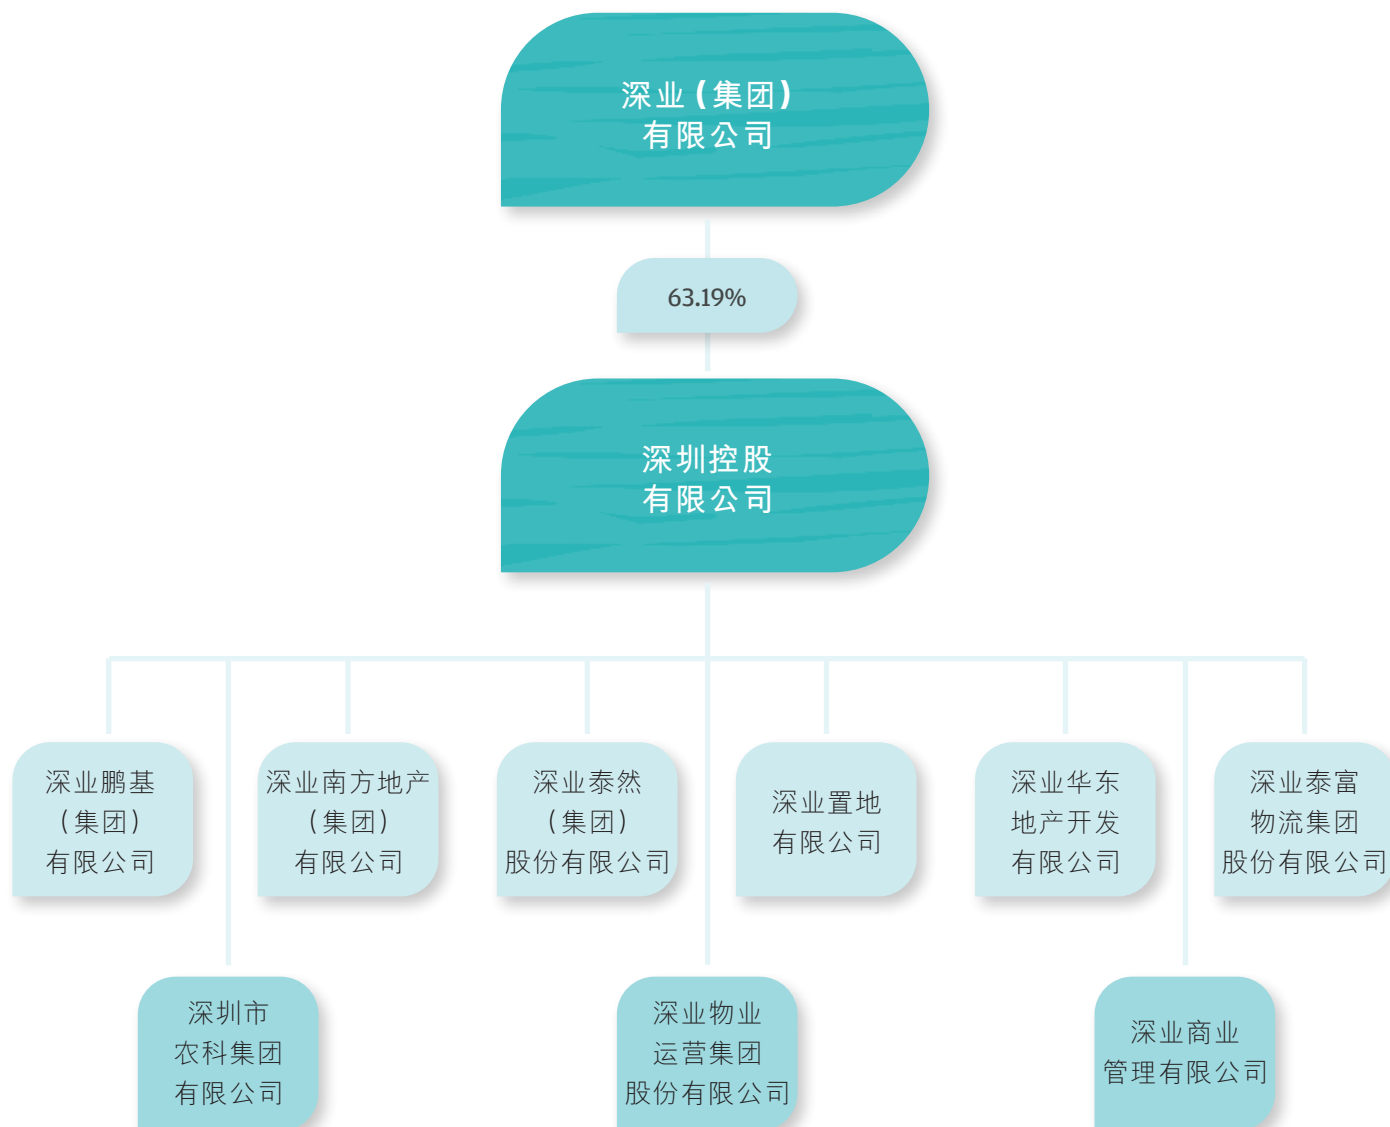 深业(集团)
有限公司
63.19%
深圳控股
有限公司
深业鹏基
(集团)
有限公司
深业南方地产
(集团)
有限公司
深业泰然
(集团)
股份有限公司
深业置地
有限公司
深业华东
地产开发
有限公司
深业泰富
物流集团
股份有限公司
深圳市
农科集团
有限公司
深业物业
运营集团
股份有限公司
深业商业
管理有限公司